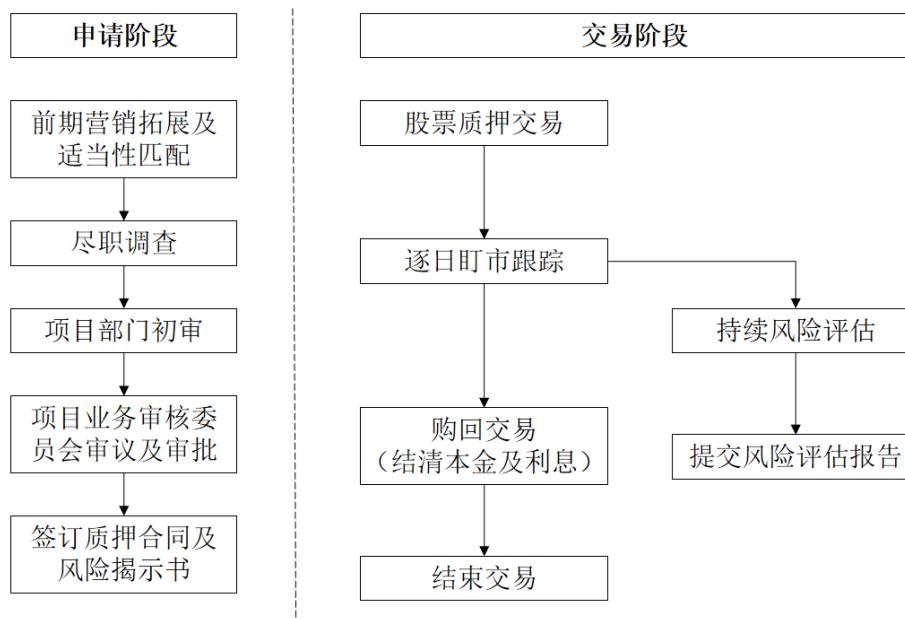 申请阶段
前期营销拓展及
适当性匹配
尽职调查
项目部门初审
项目业务审核委
员会审议及审批
签订质押合同及
风险揭示书
交易阶段
股票质押交易
逐日盯市跟踪
持续风险评估
购回交易
（结清本金及利息）
提交风险评估报告
结束交易